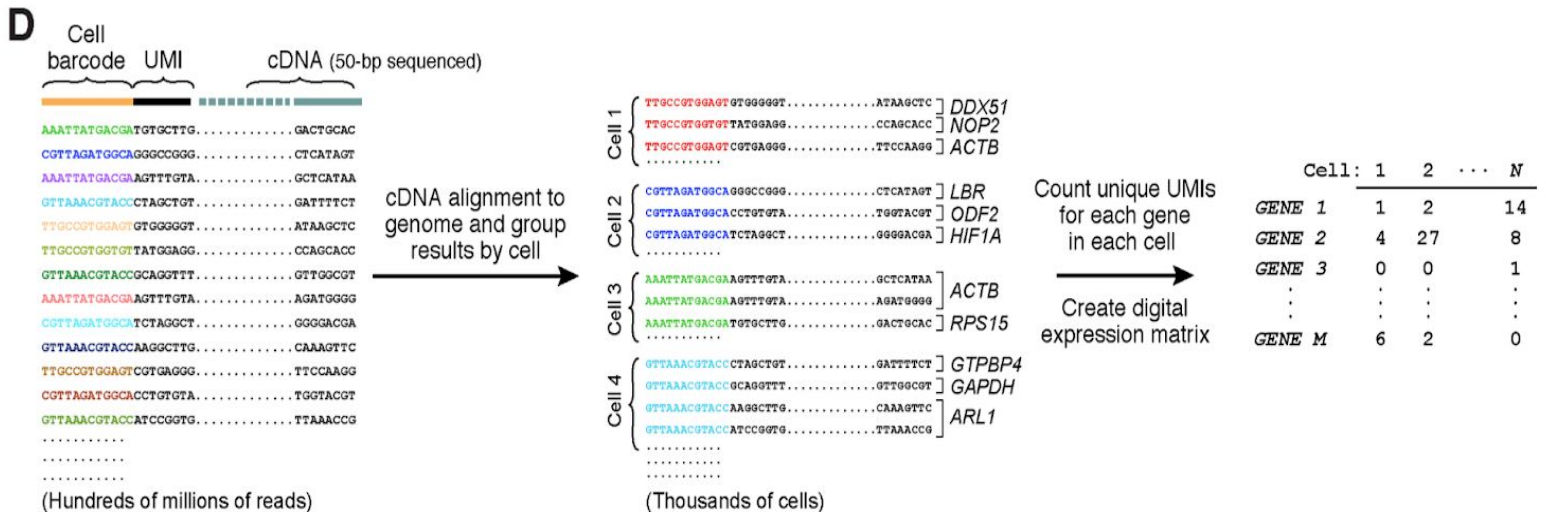 D
Cell
barcode UMI cDNA (50-bp sequenced)
AAATTATGACGATGTGCTTG.............GACTGCAC
CGTTAGATGGCAGGGCCGGG.............CTCATAGT
AAATTATGACGAAGTTTGTA.............GCTCATAA
GTTAAACGTACCCTAGCTGT.............GATTTTCT
TTGCCGTGGAGTGTGGGGGT.............ATAAGCTC
TTGCCGTGGTGTTATGGAGG.............CCAGCACC
GTTAAACGTACCGCAGGTTT.............GTTGGCGT
AAATTATGACGAAGTTTGTA.............AGATGGGG
CGTTAGATGGCATCTAGGCT.............GGGGACGA
GTTAAACGTACCAAGGCTTG.............CAAAGTTC
TTGCCGTGGAGTCGTGAGGG.............TTCCAAGG
CGTTAGATGGCACCTGTGTA.............TGGTACGT
GTTAAACGTACCATCCGGTG.............TTAAACCG
...........
...........
...........
(Hundreds of millions of reads)
cDNA alignment to
genome and group
results by cell
Cell 1
TTGCCGTGGAGTGTGGGGGT.............ATAAGCTC DDX51
TTGCCGTGGTGTTATGGAGG.............CCAGCACC NOP2
TTGCCGTGGAGTCGTGAGGG.............TTCCAAGG ACTB
...........
Cell 2
CGTTAGATGGCAGGGCCGGG.............CTCATAGT LBR
CGTTAGATGGCACCTGTGTA.............TGGTACGT ODF2
CGTTAGATGGCATCTAGGCT.............GGGGACGA HIF1A
...........
Cell 3
AAATTATGACGAAGTTTGTA.............GCTCATAA
ACTB
AAATTATGACGAAGTTTGTA.............AGATGGGG
AAATTATGACGATGTGCTTG.............GACTGCAC RPS15
...........
Cell 4
GTTAAACGTACCCTAGCTGT.............GATTTTCT GTPBP4
GTTAAACGTACCGCAGGTTT.............GTTGGCGT GAPDH
GTTAAACGTACCAAGGCTTG.............CAAAGTTC
ARL1
GTTAAACGTACCATCCGGTG.............TTAAACCG
...........
...........
...........
(Thousands of cells)
Count unique UMIs
for each gene
in each cell
Create digital
expression matrix
Cell: 1 2 ··· N
GENE 1 1 2 14
GENE 2 4 27 8
GENE 3 0 0 1
. . . .
. . . .
GENE M 6 2 0